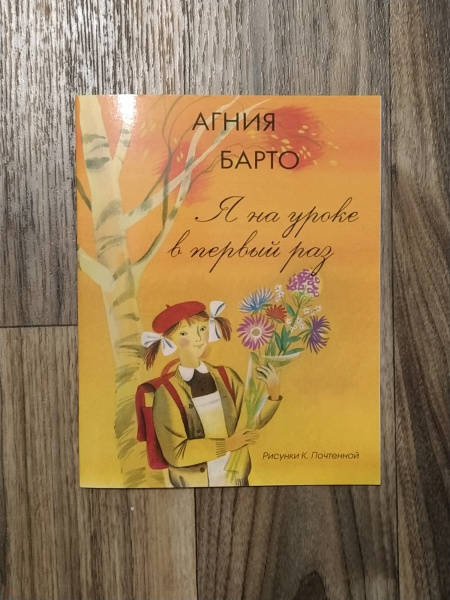 АГНИЯ
БАРТО
Я на уроке
в первый раз
Рисунки К. Почтенной